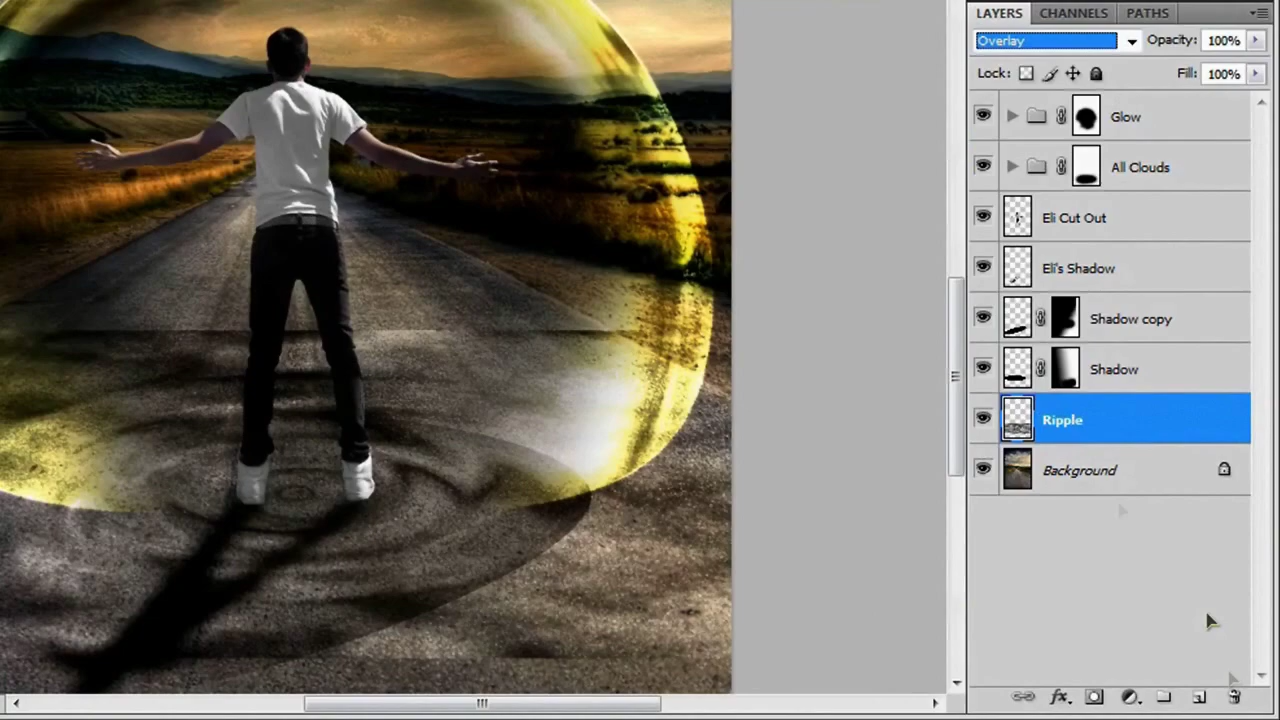 LAYERS CHANNELS PATHS
Overlay Opacity: 100%
Lock: Fill: 100%
Glow
All Clouds
Eli Cut Out
Eli's Shadow
Shadow copy
Shadow
Ripple
Background
fx